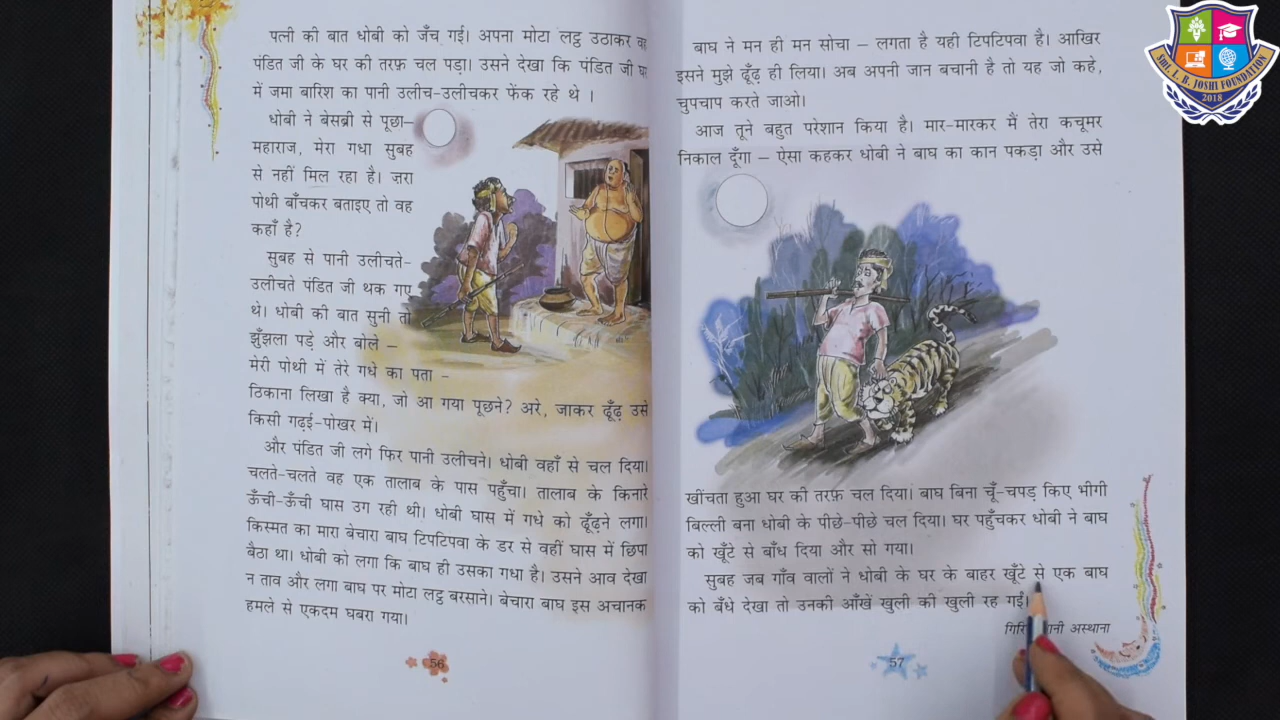 पत्नी की बात धोबी को जँच गई। अपना मोटा लट्ठ उठाकर वह
पंडित जी के घर की तरफ़ चल पड़ा। उसने देखा कि पंडित जी घर
में जमा बारिश का पानी उलीच-उलीचकर फेंक रहे थे ।
धोबी ने बेसब्री से पूछा–
महाराज, मेरा गधा सुबह
से नहीं मिल रहा है। ज़रा
पोथी बाँचकर बताइए तो वह
कहाँ है?
सुबह से पानी उलीचते-
उलीचते पंडित जी थक गए
थे। धोबी की बात सुनी तो
झुँझला पड़े और बोले –
मेरी पोथी में तेरे गधे का पता -
ठिकाना लिखा है क्या, जो आ गया पूछने? अरे, जाकर ढूँढ़ उसे
किसी गढ़ई-पोखर में।
और पंडित जी लगे फिर पानी उलीचने। धोबी वहाँ से चल दिया।
चलते-चलते वह एक तालाब के पास पहुँचा। तालाब के किनारे
ऊँची-ऊँची घास उग रही थी। धोबी घास में गधे को ढूँढ़ने लगा।
किस्मत का मारा बेचारा बाघ टिपटिपवा के डर से वहीं घास में छिपा
बैठा था। धोबी को लगा कि बाघ ही उसका गधा है। उसने आव देखा
न ताव और लगा बाघ पर मोटा लट्ठ बरसाने। बेचारा बाघ इस अचानक
हमले से एकदम घबरा गया।
56
बाघ ने मन ही मन सोचा – लगता है यही टिपटिपवा है। आखिर
इसने मुझे ढूँढ़ ही लिया। अब अपनी जान बचानी है तो यह जो कहे,
चुपचाप करते जाओ।
आज तूने बहुत परेशान किया है। मार-मारकर मैं तेरा कचूमर
निकाल दूँगा – ऐसा कहकर धोबी ने बाघ का कान पकड़ा और उसे
खींचता हुआ घर की तरफ़ चल दिया। बाघ बिना चूँ-चपड़ किए भीगी
बिल्ली बना धोबी के पीछे-पीछे चल दिया। घर पहुँचकर धोबी ने बाघ
को खूँटे से बाँध दिया और सो गया।
सुबह जब गाँव वालों ने धोबी के घर के बाहर खूँटे से एक बाघ
को बँधे देखा तो उनकी आँखें खुली की खुली रह गईं।
अस्थाना
57
SMT. L. B. JOSHI FOUNDATION
2018